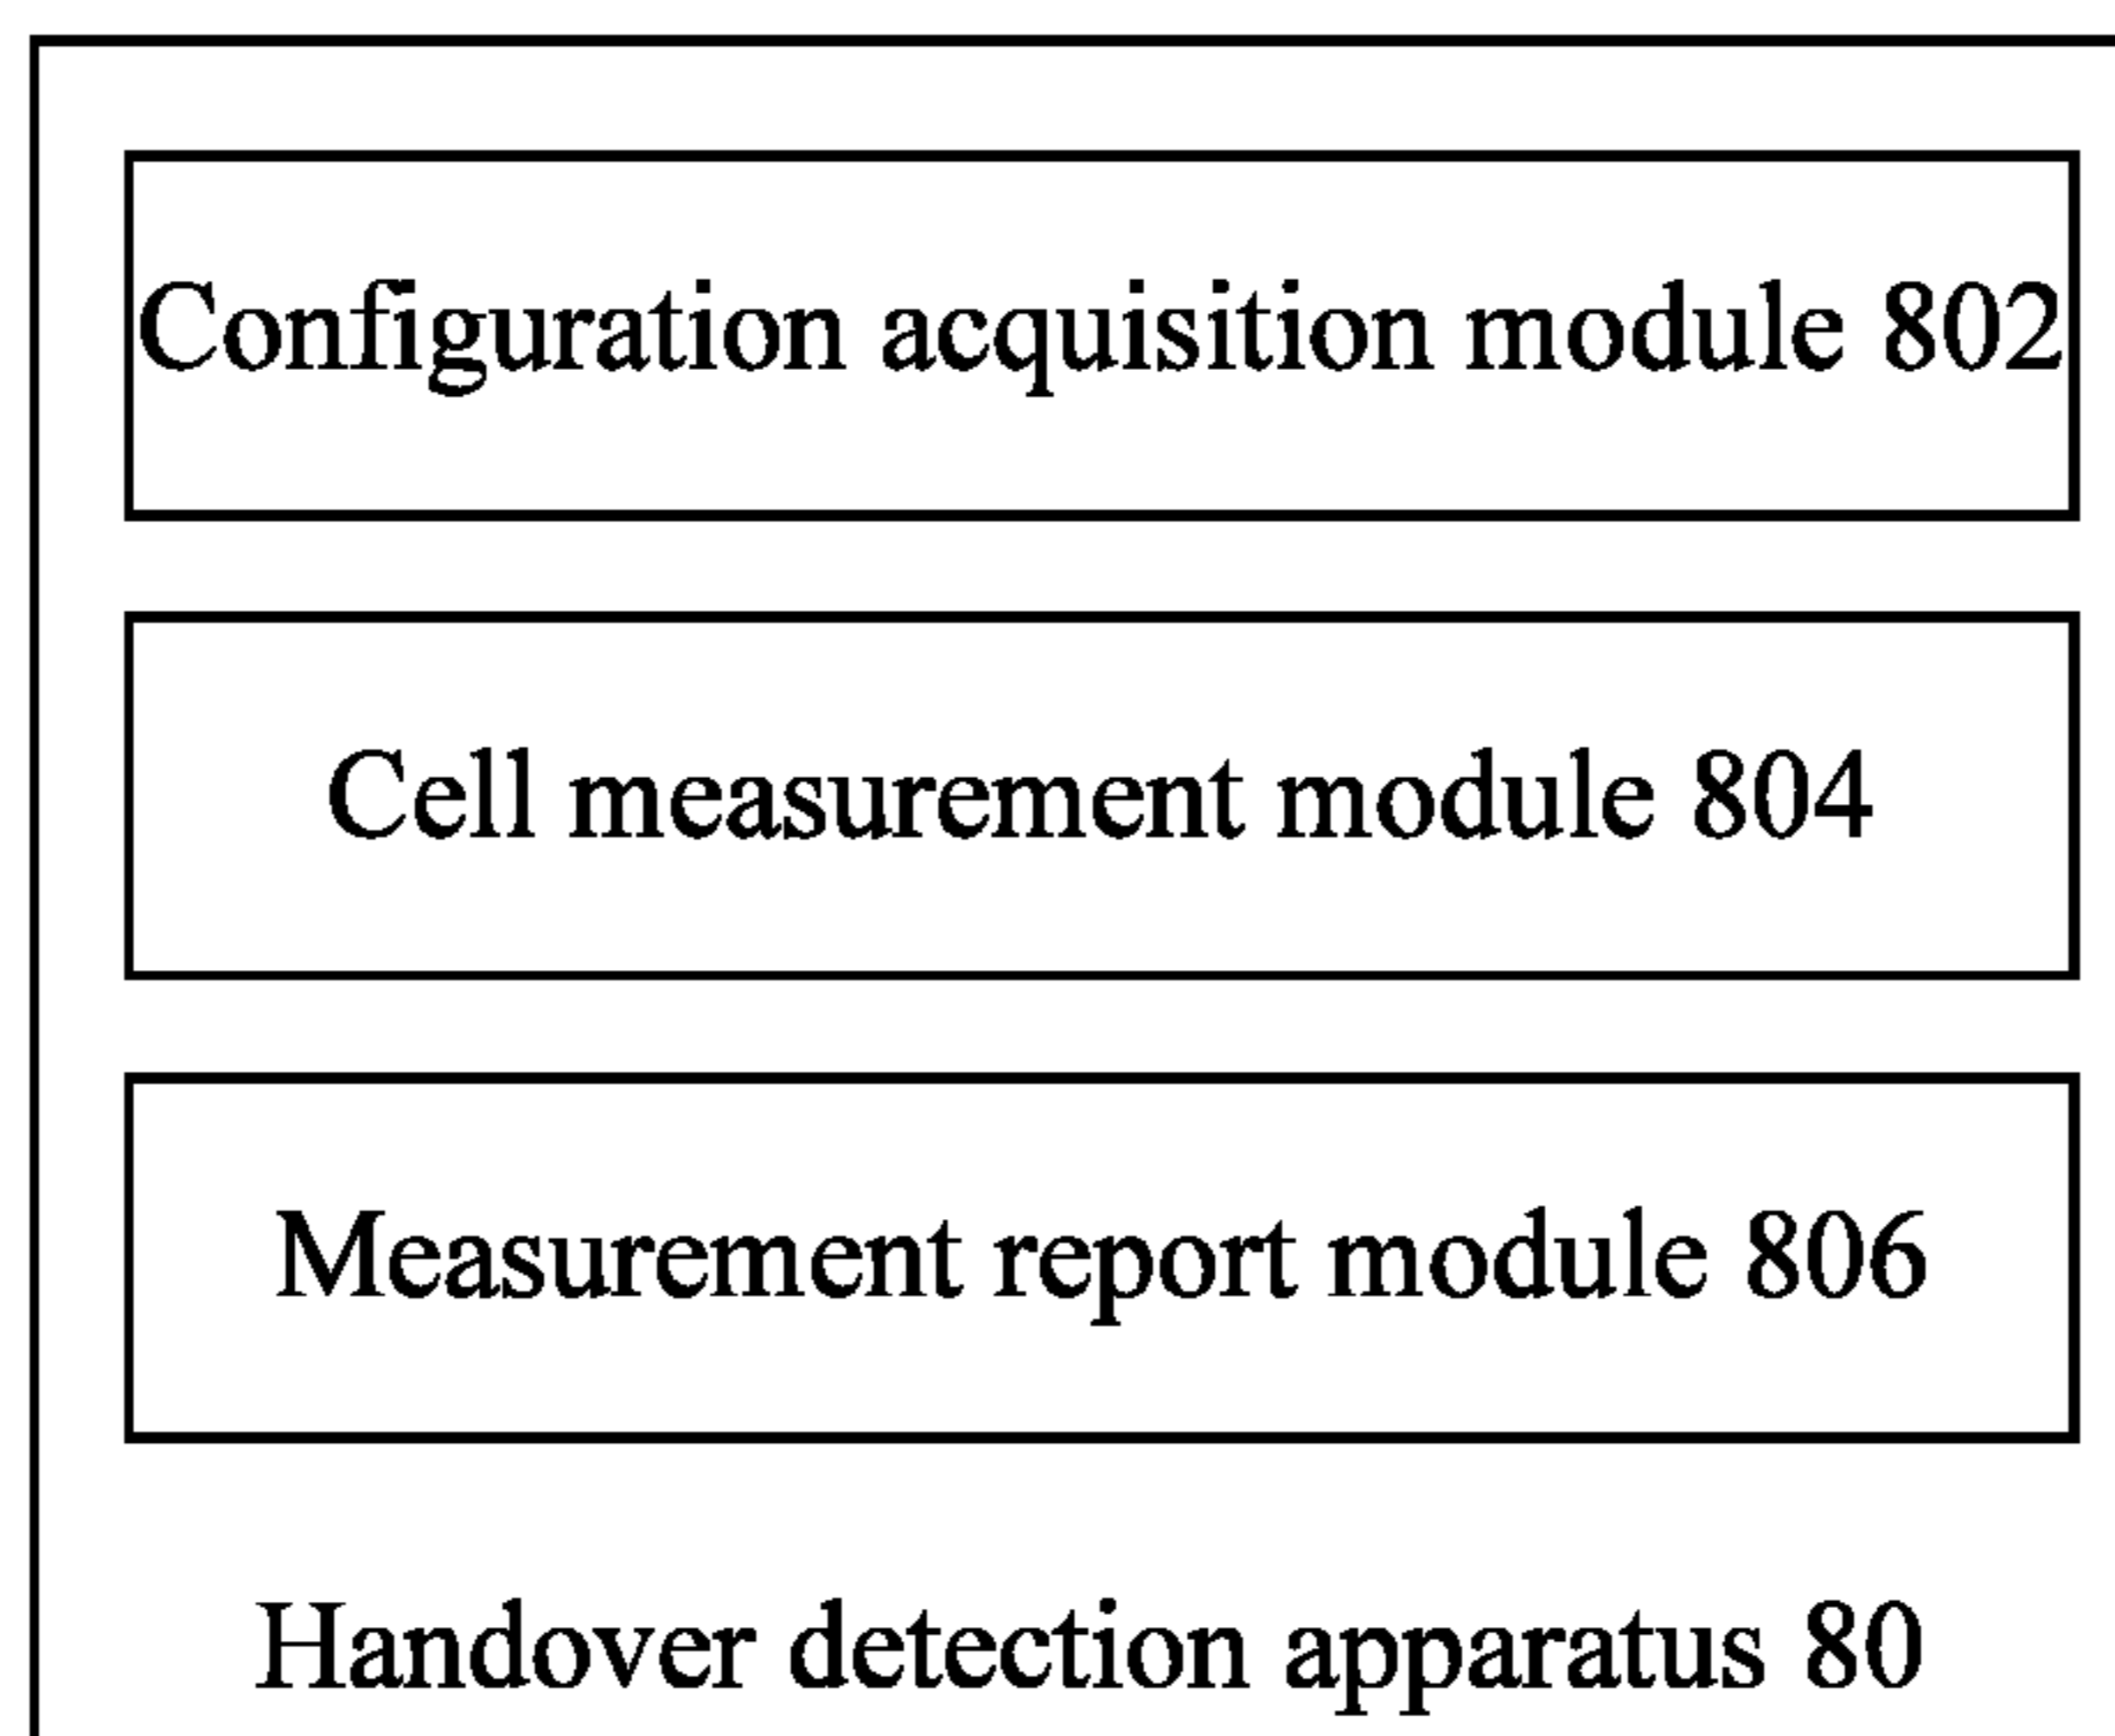 Configuration acquisition module 802
Cell measurement module 804
Measurement report module 806
Handover detection apparatus 80